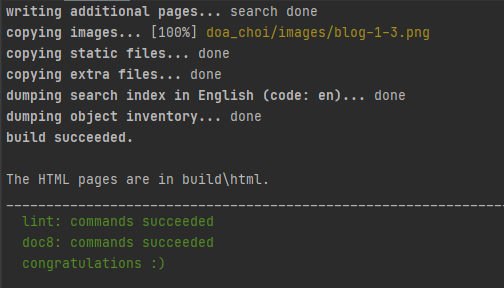 writing additional pages... search done
copying images... [100%] doa_choi/images/blog-1-3.png
copying static files... done
copying extra files... done
dumping search index in English (code: en)... done
dumping object inventory... done
build succeeded.
The HTML pages are in build\html.
lint: commands succeeded
doc8: commands succeeded
congratulations :)